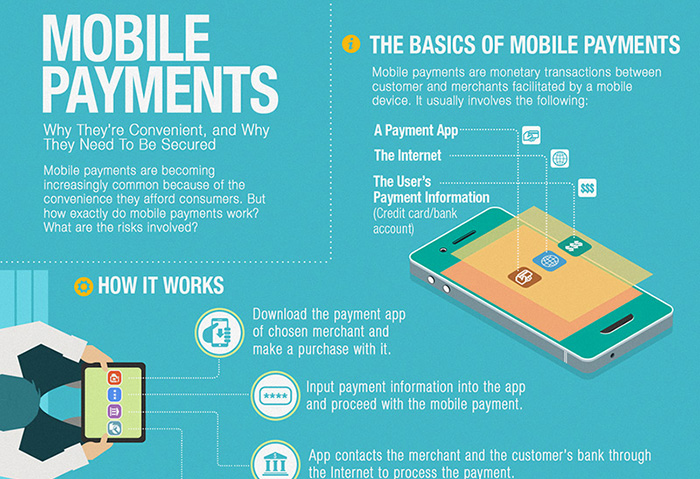 MOBILE
PAYMENTS
Why They're Convenient, and Why
They Need To Be Secured
Mobile payments are becoming
increasingly common because of the
convenience they afford consumers. But
how exactly do mobile payments work?
What are the risks involved?
i THE BASICS OF MOBILE PAYMENTS
Mobile payments are monetary transactions between
customer and merchants facilitated by a mobile
device. It usually involves the following:
A Payment App
The Internet
The User's
Payment Information
(Credit card/bank
account)
$$$
HOW IT WORKS
Download the payment app
of chosen merchant and
make a purchase with it.
****
Input payment information into the app
and proceed with the mobile payment.
App contacts the merchant and the customer's bank through
the Internet to process the payment.